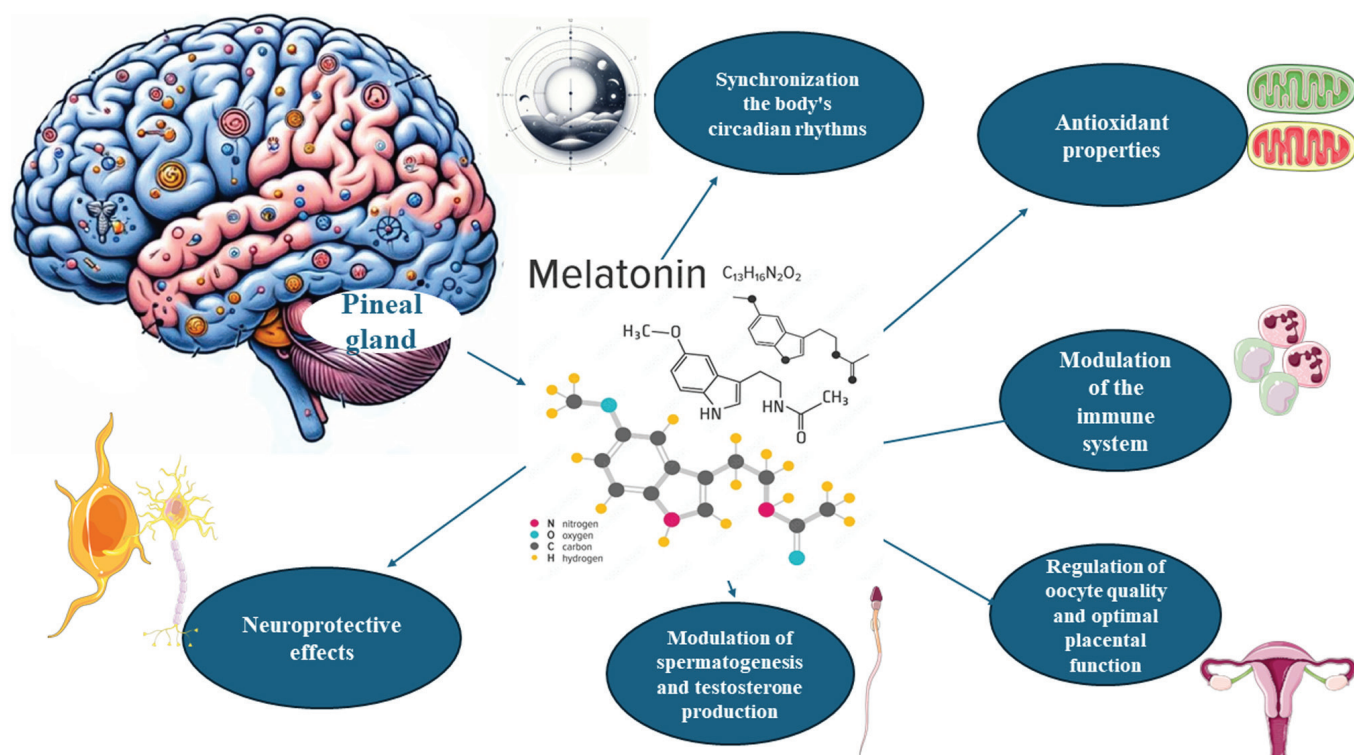 Synchronization
the body's
circadian rhythms
Antioxidant
properties
Melatonin C₁₃H₁₆N₂O₂
Pineal
gland
H₃C
O
NH
CH₃
HN
O
Modulation
of the
immune
system
N nitrogen
O oxygen
C carbon
H hydrogen
Neuroprotective
effects
Modulation of
spermatogenesis
and testosterone
production
Regulation of
oocyte quality
and optimal
placental
function